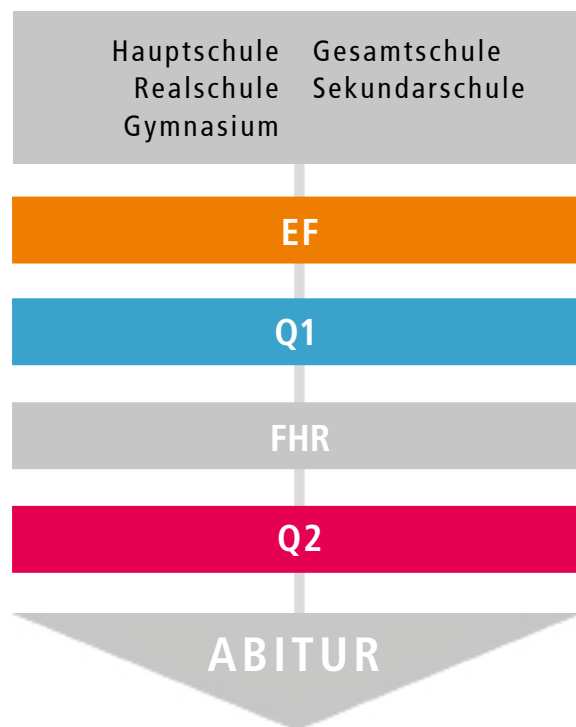 Hauptschule Gesamtschule
Realschule Sekundarschule
Gymnasium
EF
Q1
FHR
Q2
ABITUR